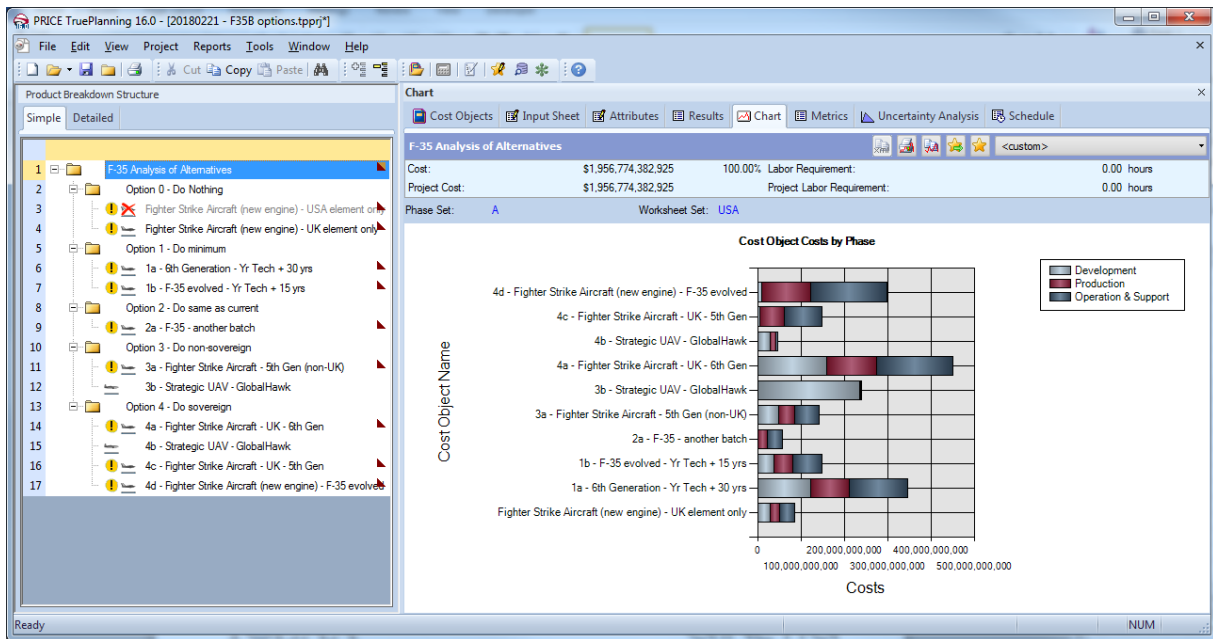 PRICE TruePlanning 16.0 - [20180221 - F35B options.tpprj*]
File Edit View Project Reports Tools Window Help
Cut Copy Paste
Product Breakdown Structure
Simple Detailed
1 F-35 Analysis of Alternatives
2 Option 0 - Do Nothing
3 Fighter Strike Aircraft (new engine) - USA element only
4 Fighter Strike Aircraft (new engine) - UK element only
5 Option 1 - Do minimum
6 1a - 6th Generation - Yr Tech + 30 yrs
7 1b - F-35 evolved - Yr Tech + 15 yrs
8 Option 2 - Do same as current
9 2a - F-35 - another batch
10 Option 3 - Do non-sovereign
11 3a - Fighter Strike Aircraft - 5th Gen (non-UK)
12 3b - Strategic UAV - GlobalHawk
13 Option 4 - Do sovereign
14 4a - Fighter Strike Aircraft - UK - 6th Gen
15 4b - Strategic UAV - GlobalHawk
16 4c - Fighter Strike Aircraft - UK - 5th Gen
17 4d - Fighter Strike Aircraft (new engine) - F-35 evolved
Chart
Cost Objects Input Sheet Attributes Results Chart Metrics Uncertainty Analysis Schedule
F-35 Analysis of Alternatives <custom>
Cost: $1,956,774,382,925 100.00% Labor Requirement: 0.00 hours
Project Cost: $1,956,774,382,925 Project Labor Requirement: 0.00 hours
Phase Set: A Worksheet Set: USA
Cost Object Costs by Phase
Development
Production
Operation & Support
Cost Object Name
4d - Fighter Strike Aircraft (new engine) - F-35 evolved
4c - Fighter Strike Aircraft - UK - 5th Gen
4b - Strategic UAV - GlobalHawk
4a - Fighter Strike Aircraft - UK - 6th Gen
3b - Strategic UAV - GlobalHawk
3a - Fighter Strike Aircraft - 5th Gen (non-UK)
2a - F-35 - another batch
1b - F-35 evolved - Yr Tech + 15 yrs
1a - 6th Generation - Yr Tech + 30 yrs
Fighter Strike Aircraft (new engine) - UK element only
0 200,000,000,000 400,000,000,000
100,000,000,000 300,000,000,000 500,000,000,000
Costs
Ready NUM